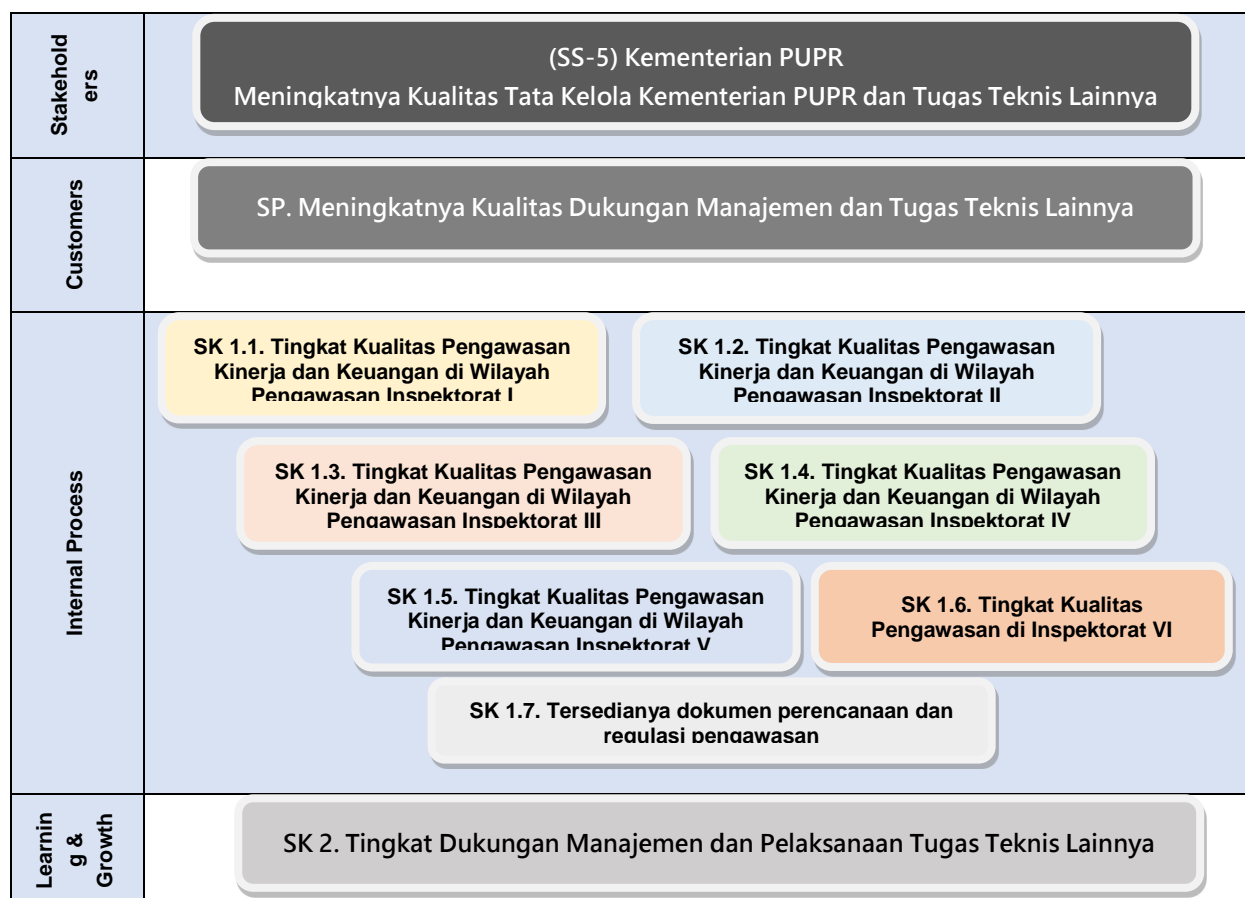 Stakehold
ers
(SS-5) Kementerian PUPR
Meningkatnya Kualitas Tata Kelola Kementerian PUPR dan Tugas Teknis Lainnya
Customers
SP. Meningkatnya Kualitas Dukungan Manajemen dan Tugas Teknis Lainnya
Internal Process
SK 1.1. Tingkat Kualitas Pengawasan
Kinerja dan Keuangan di Wilayah
Pengawasan Inspektorat I
SK 1.2. Tingkat Kualitas Pengawasan
Kinerja dan Keuangan di Wilayah
Pengawasan Inspektorat II
SK 1.3. Tingkat Kualitas Pengawasan
Kinerja dan Keuangan di Wilayah
Pengawasan Inspektorat III
SK 1.4. Tingkat Kualitas Pengawasan
Kinerja dan Keuangan di Wilayah
Pengawasan Inspektorat IV
SK 1.5. Tingkat Kualitas Pengawasan
Kinerja dan Keuangan di Wilayah
Pengawasan Inspektorat V
SK 1.6. Tingkat Kualitas
Pengawasan di Inspektorat VI
SK 1.7. Tersedianya dokumen perencanaan dan
regulasi pengawasan
Learnin
g &
Growth
SK 2. Tingkat Dukungan Manajemen dan Pelaksanaan Tugas Teknis Lainnya